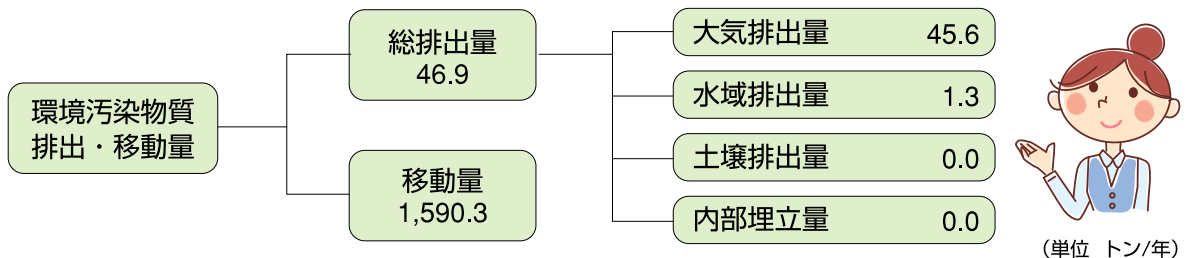 環境汚染物質
排出・移動量
総排出量
46.9
移動量
1,590.3
大気排出量 45.6
水域排出量 1.3
土壌排出量 0.0
内部埋立量 0.0
（単位 トン/年）